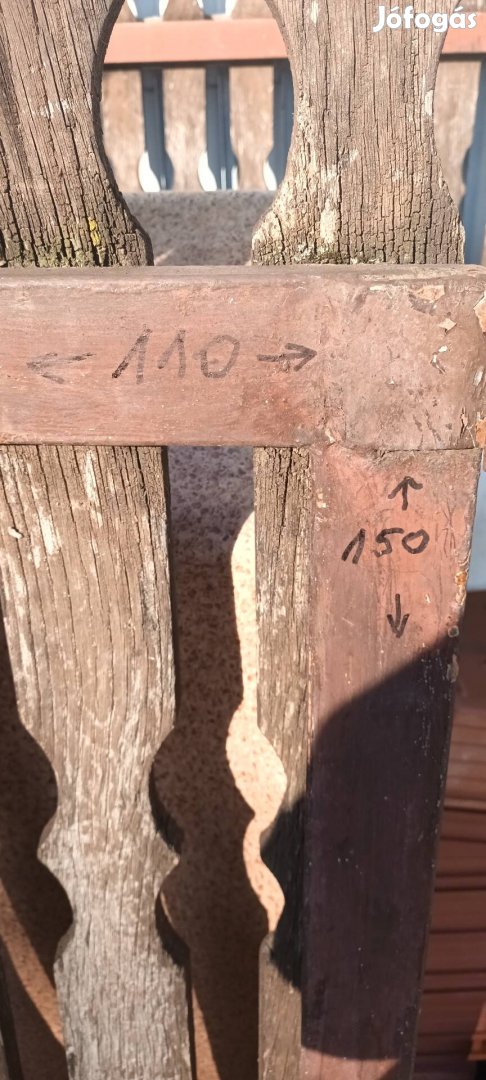 Jófogás
← 110 →
↑
150
↓